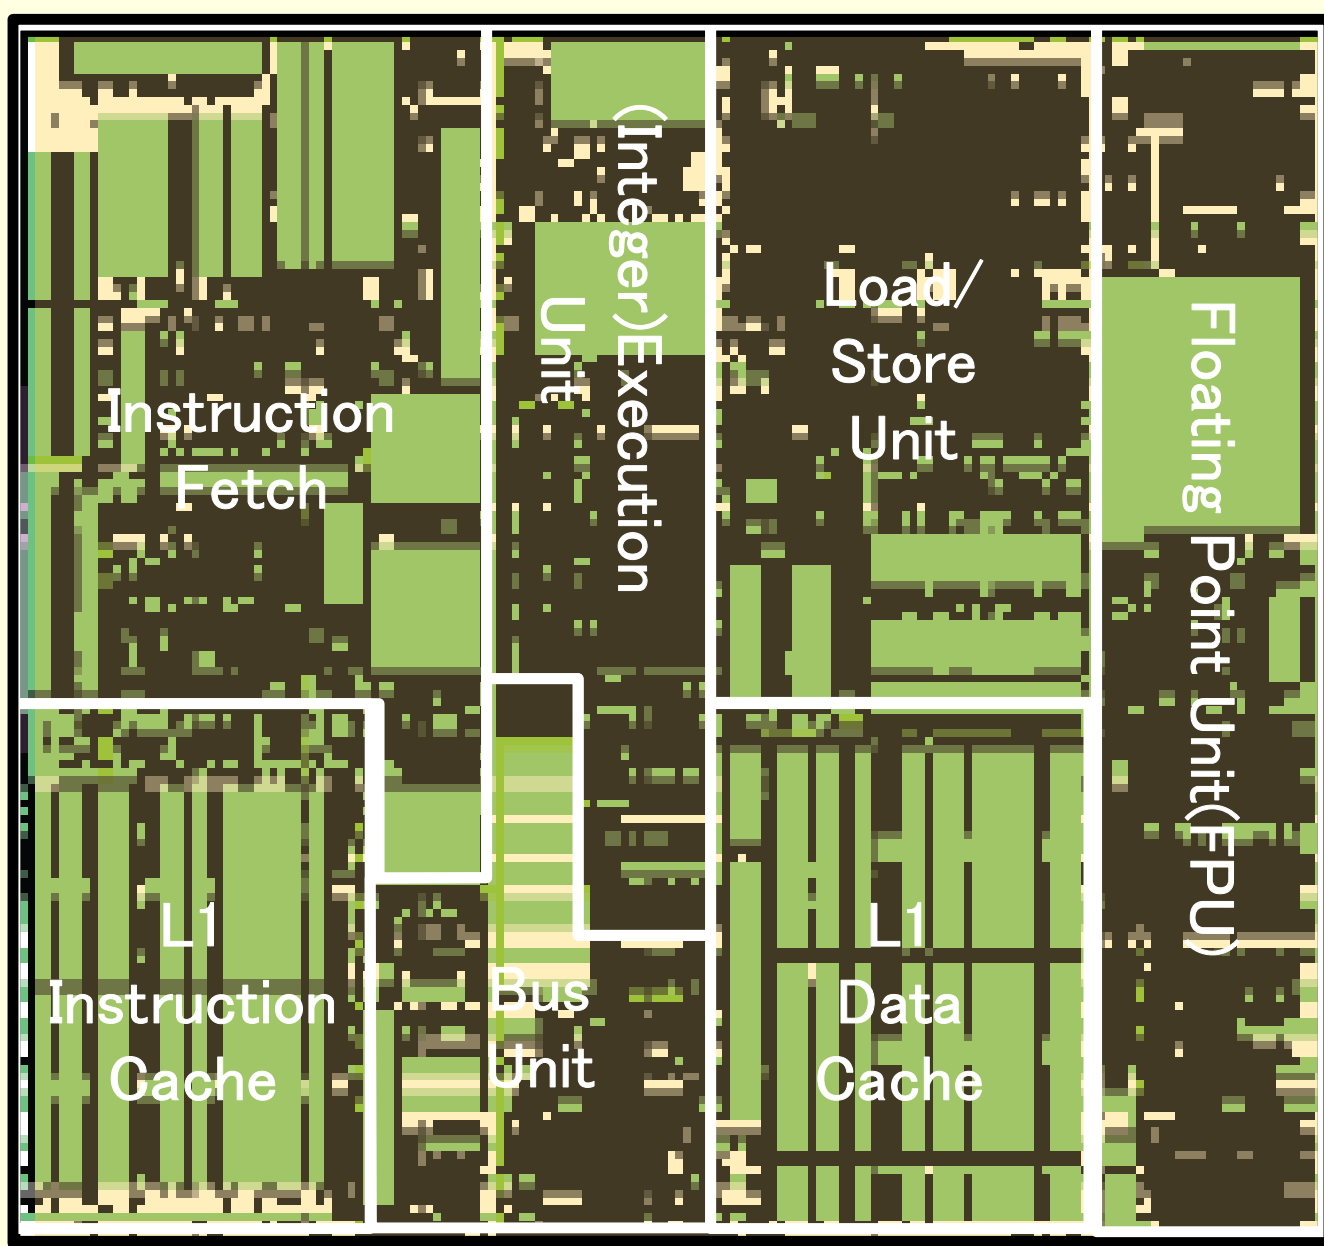 Instruction
Fetch
(Integer)Execution
Unit
Load/
Store
Unit
Floating Point Unit(FPU)
L1
Instruction
Cache
Bus
Unit
L1
Data
Cache